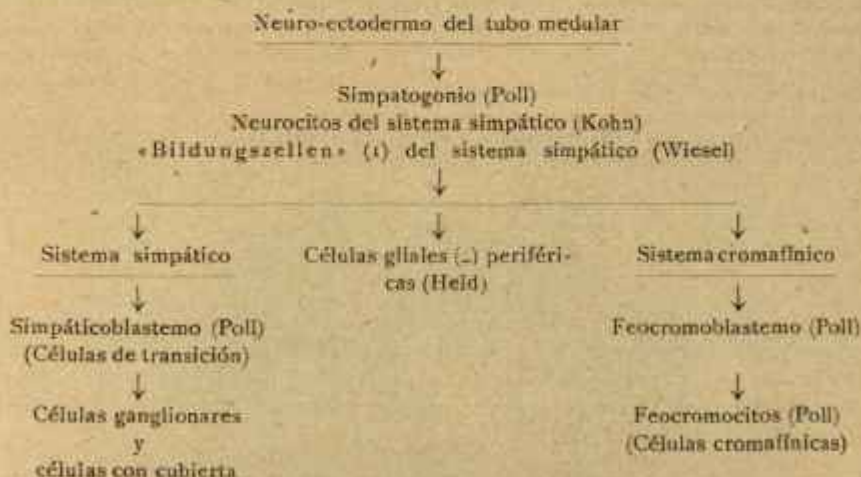 Neuro-ectodermo del tubo medular
Simpatogonio (Poll)
Neurocitos del sistema simpático (Kohn)
«Bildungszellen» (1) del sistema simpático (Wiesel)
Sistema simpático
Células gliales (2) periféri-
cas (Held)
Sistema cromafínico
Simpáticoblastemo (Poll)
(Células de transición)
Feocromoblastemo (Poll)
Células ganglionares
y
células con cubierta
Feocromocitos (Poll)
(Células cromafínicas)